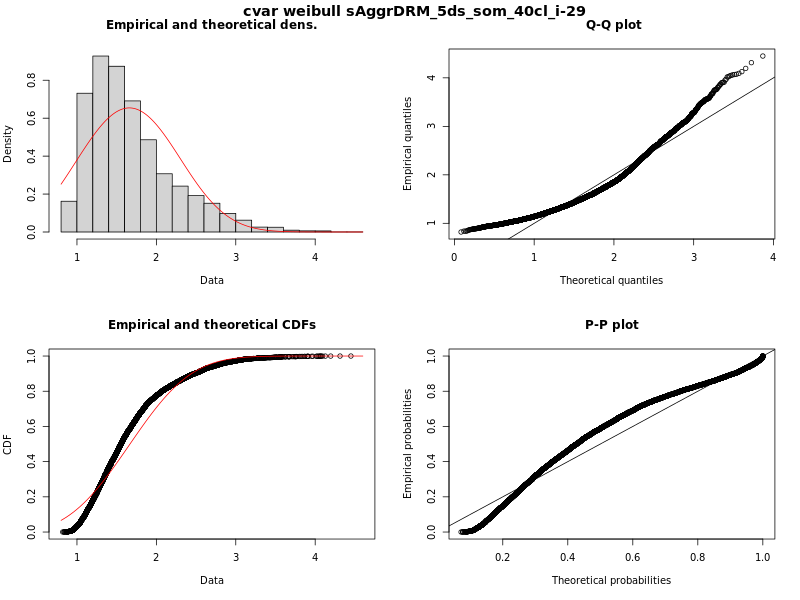 cvar weibull sAggrDRM_5ds_som_40cl_i-29
Empirical and theoretical dens.
Density
0.0 0.2 0.4 0.6 0.8
1 2 3 4
Data
Q-Q plot
Empirical quantiles
1 2 3 4
0 1 2 3 4
Theoretical quantiles
Empirical and theoretical CDFs
CDF
0.0 0.2 0.4 0.6 0.8 1.0
1 2 3 4
Data
P-P plot
Empirical probabilities
0.0 0.2 0.4 0.6 0.8 1.0
0.2 0.4 0.6 0.8 1.0
Theoretical probabilities